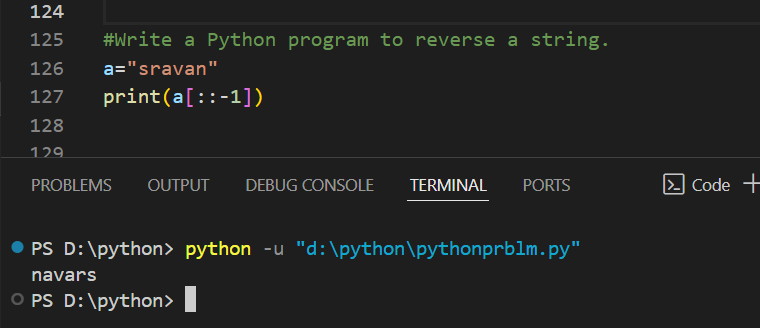 124
125 #Write a Python program to reverse a string.
126 a="sravan"
127 print(a[::-1])
128
129
PROBLEMS OUTPUT DEBUG CONSOLE TERMINAL PORTS Code
PS D:\python> python -u "d:\python\pythonprblm.py"
navars
PS D:\python>